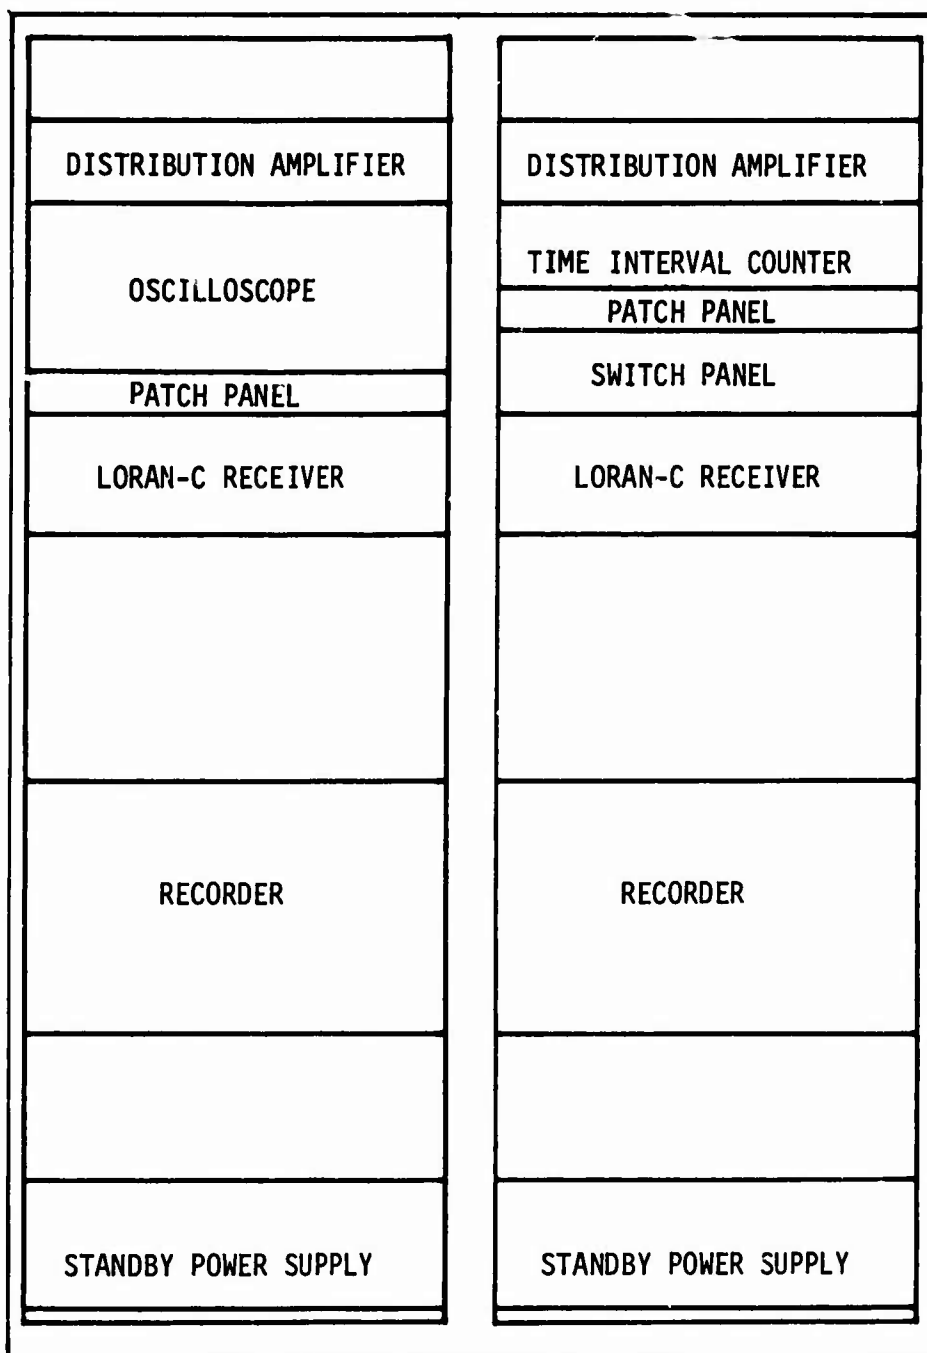 DISTRIBUTION AMPLIFIER
OSCILLOSCOPE
PATCH PANEL
LORAN-C RECEIVER
RECORDER
STANDBY POWER SUPPLY
DISTRIBUTION AMPLIFIER
TIME INTERVAL COUNTER
PATCH PANEL
SWITCH PANEL
LORAN-C RECEIVER
RECORDER
STANDBY POWER SUPPLY